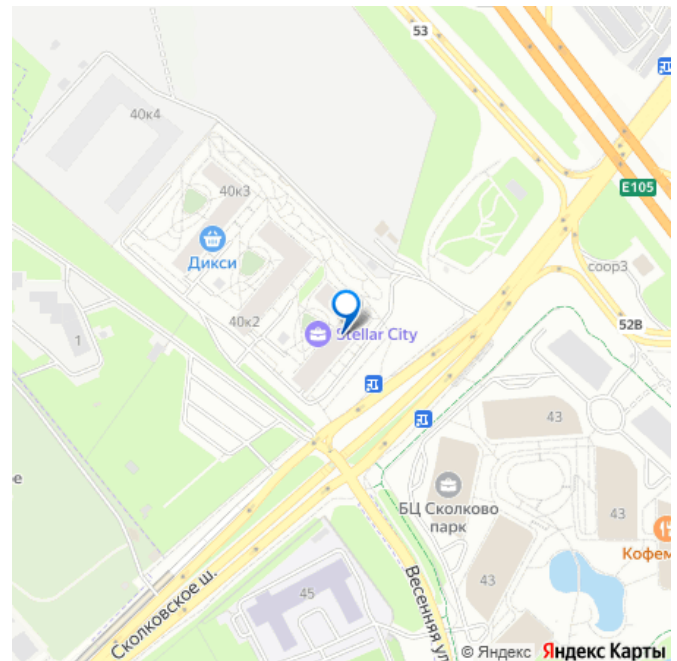 53
40к4
E105
40к3
Дикси
соор3
40к2
Stellar City
52В
1
43
е
БЦ Сколково
парк
43
Кофем
43
45
Сколковское ш.
Весенняя ул
© Яндекс Яндекс Карты